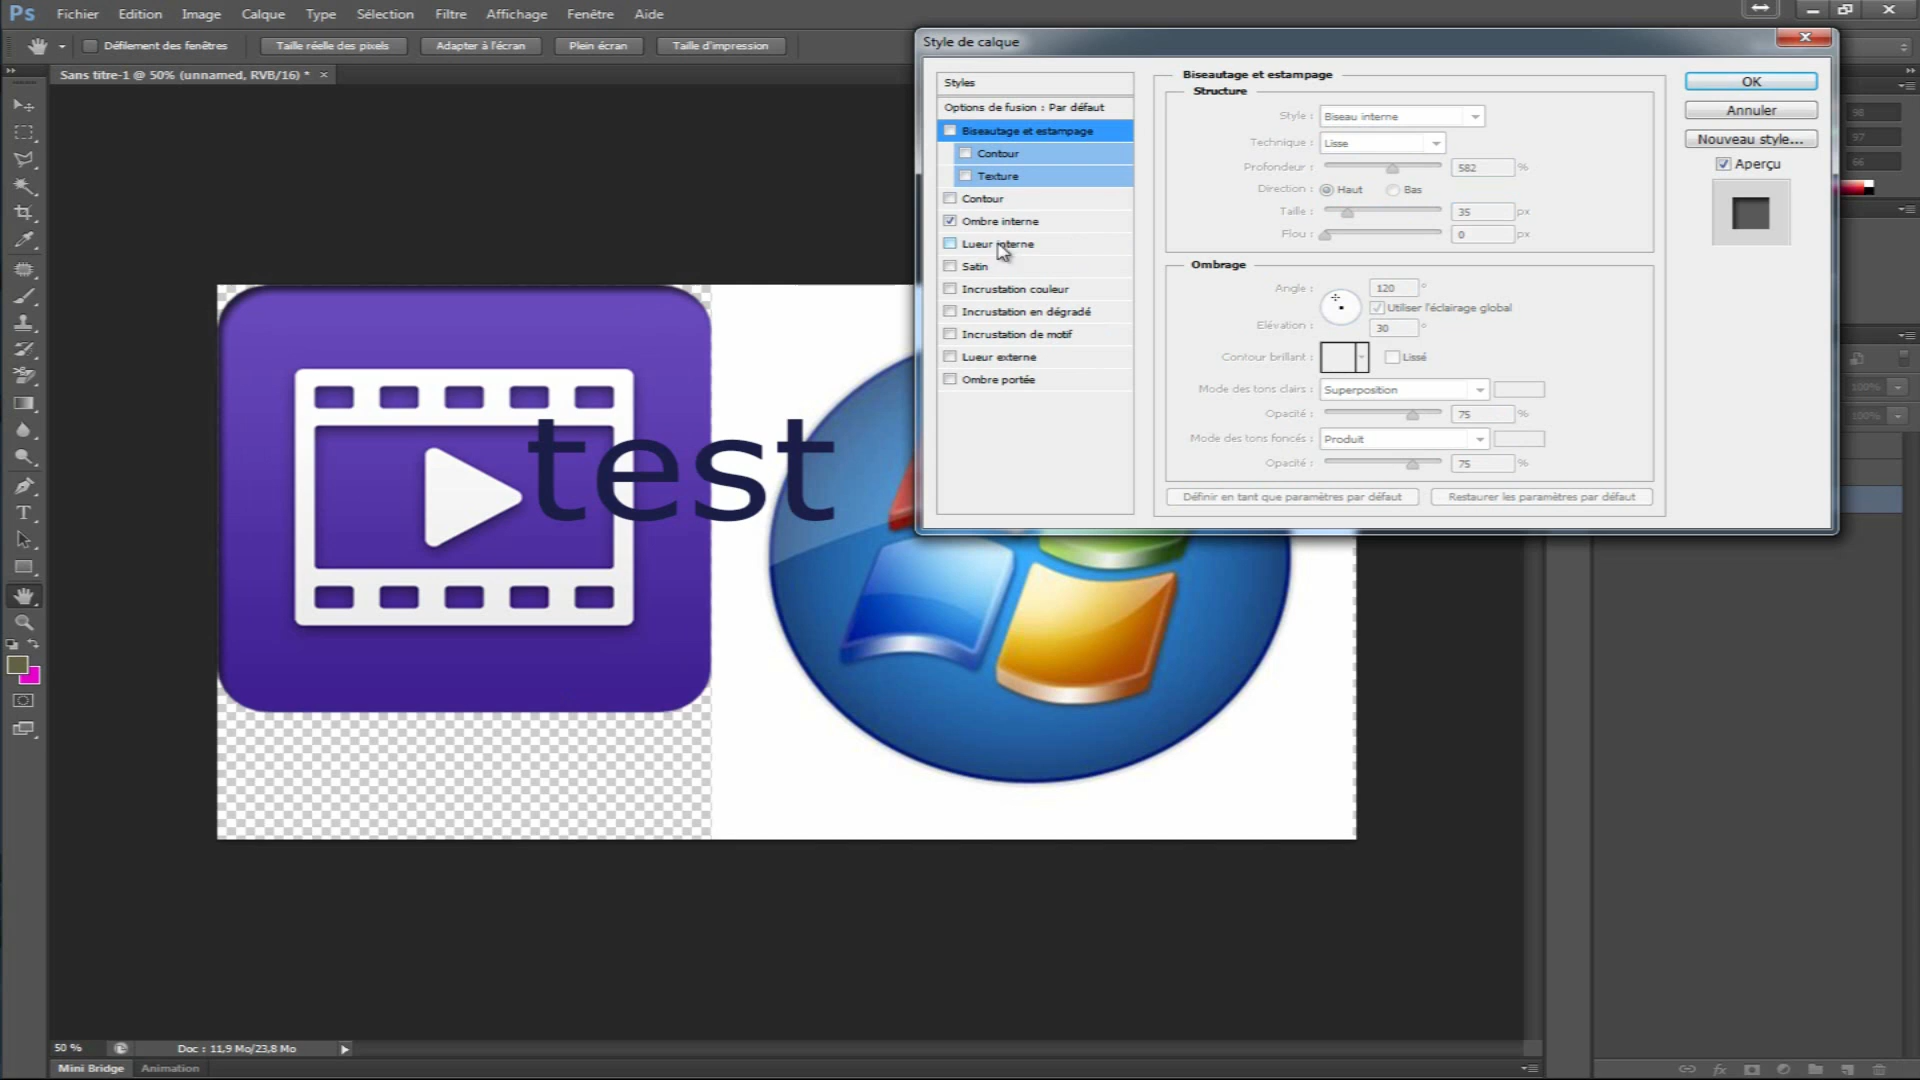 Ps Fichier Edition Image Calque Type Sélection Filtre Affichage Fenêtre Aide
Défilement des fenêtres Taille réelle des pixels Adapter à l'écran Plein écran Taille d'impression
Sans titre-1 @ 50% (unnamed, RVB/16) * ×
Style de calque
Styles
Options de fusion : Par défaut
Biseautage et estampage
Contour
Texture
Contour
Ombre interne
Lueur interne
Satin
Incrustation couleur
Incrustation en dégradé
Incrustation de motif
Lueur externe
Ombre portée
Biseautage et estampage
Structure
Style : Biseau interne
Technique : Lisse
Profondeur : 582 %
Direction : Haut Bas
Taille : 35 px
Flou : 0 px
Ombrage
Angle : 120 °
Utiliser l'éclairage global
Elévation : 30 °
Contour brillant : Lissé
Mode des tons clairs : Superposition
Opacité : 75 %
Mode des tons foncés : Produit
Opacité : 75 %
Définir en tant que paramètres par défaut Restaurer les paramètres par défaut
OK
Annuler
Nouveau style...
Aperçu
98
97
66
100%
100%
test
50 % Doc : 11,9 Mo/23,8 Mo
Mini Bridge Animation
fx